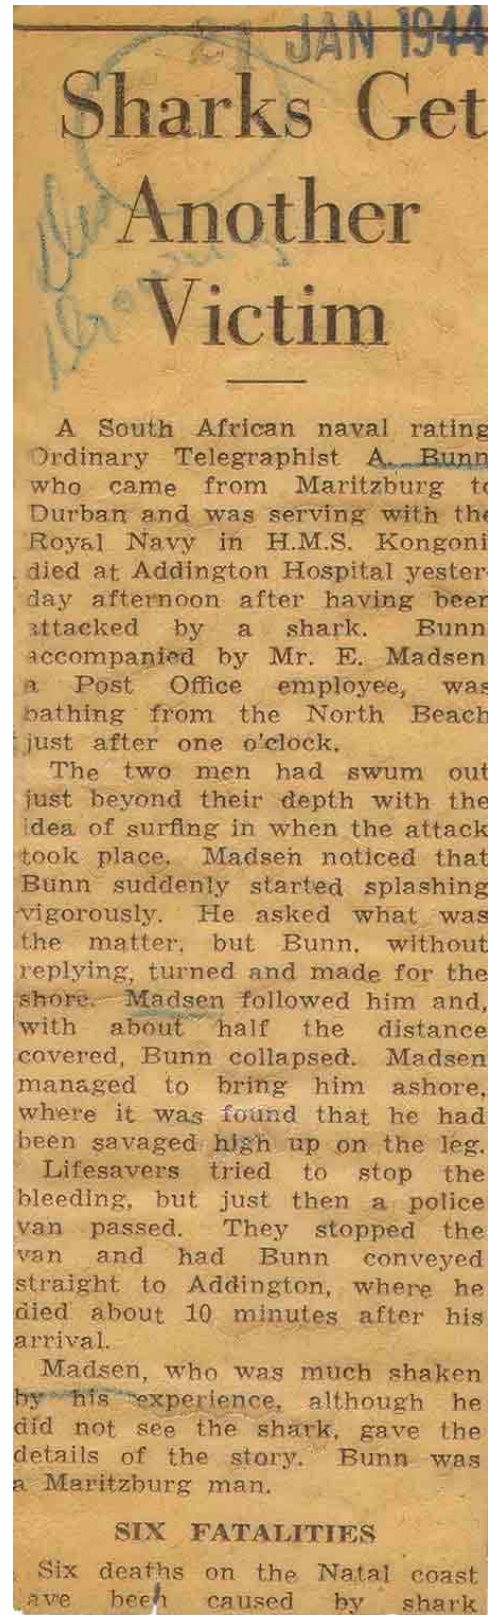 21 JAN 1944
Sharks Get
Another
Victim
A South African naval rating
Ordinary Telegraphist A. Bunn
who came from Maritzburg to
Durban and was serving with the
Royal Navy in H.M.S. Kongoni
died at Addington Hospital yester-
day afternoon after having been
attacked by a shark. Bunn
accompanied by Mr. E. Madsen
a Post Office employee, was
bathing from the North Beach
just after one o'clock.
The two men had swum out
just beyond their depth with the
idea of surfing in when the attack
took place. Madsen noticed that
Bunn suddenly started splashing
vigorously. He asked what was
the matter, but Bunn, without
replying, turned and made for the
shore. Madsen followed him and,
with about half the distance
covered, Bunn collapsed. Madsen
managed to bring him ashore,
where it was found that he had
been savaged high up on the leg.
Lifesavers tried to stop the
bleeding, but just then a police
van passed. They stopped the
van and had Bunn conveyed
straight to Addington, where he
died about 10 minutes after his
arrival.
Madsen, who was much shaken
by his experience, although he
did not see the shark, gave the
details of the story. Bunn was
a Maritzburg man.
SIX FATALITIES
Six deaths on the Natal coast
ave been caused by shark